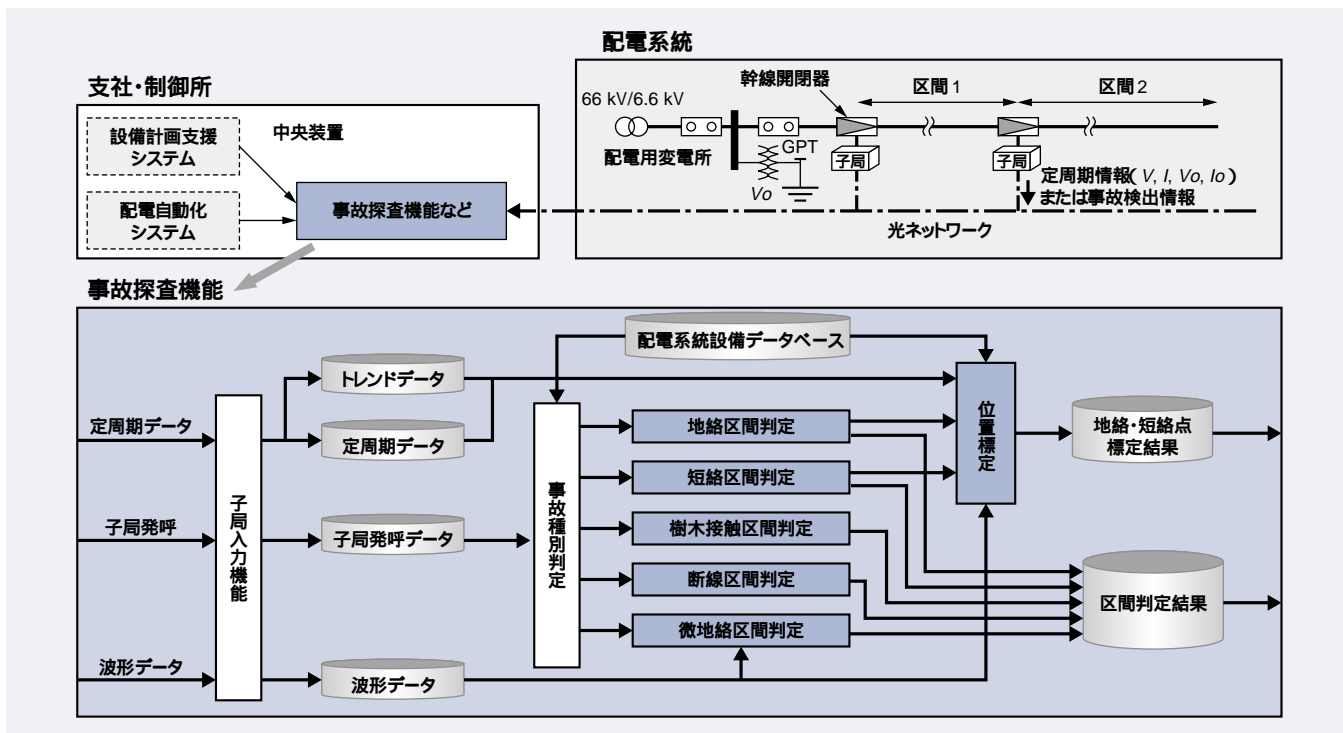 支社・制御所
中央装置
設備計画支援
システム
配電自動化
システム
事故探査機能など
配電系統
幹線開閉器
区間1
区間2
66 kV/6.6 kV
配電用変電所
GPT
Vo
子局
子局
定周期情報(V, I, Vo, Io)
または事故検出情報
光ネットワーク
事故探査機能
配電系統設備データベース
トレンドデータ
定周期データ
定周期データ
地絡区間判定
位置標定
地絡・短絡点
標定結果
短絡区間判定
子局発呼
子局入力機能
子局発呼データ
事故種別判定
樹木接触区間判定
断線区間判定
区間判定結果
微地絡区間判定
波形データ
波形データ